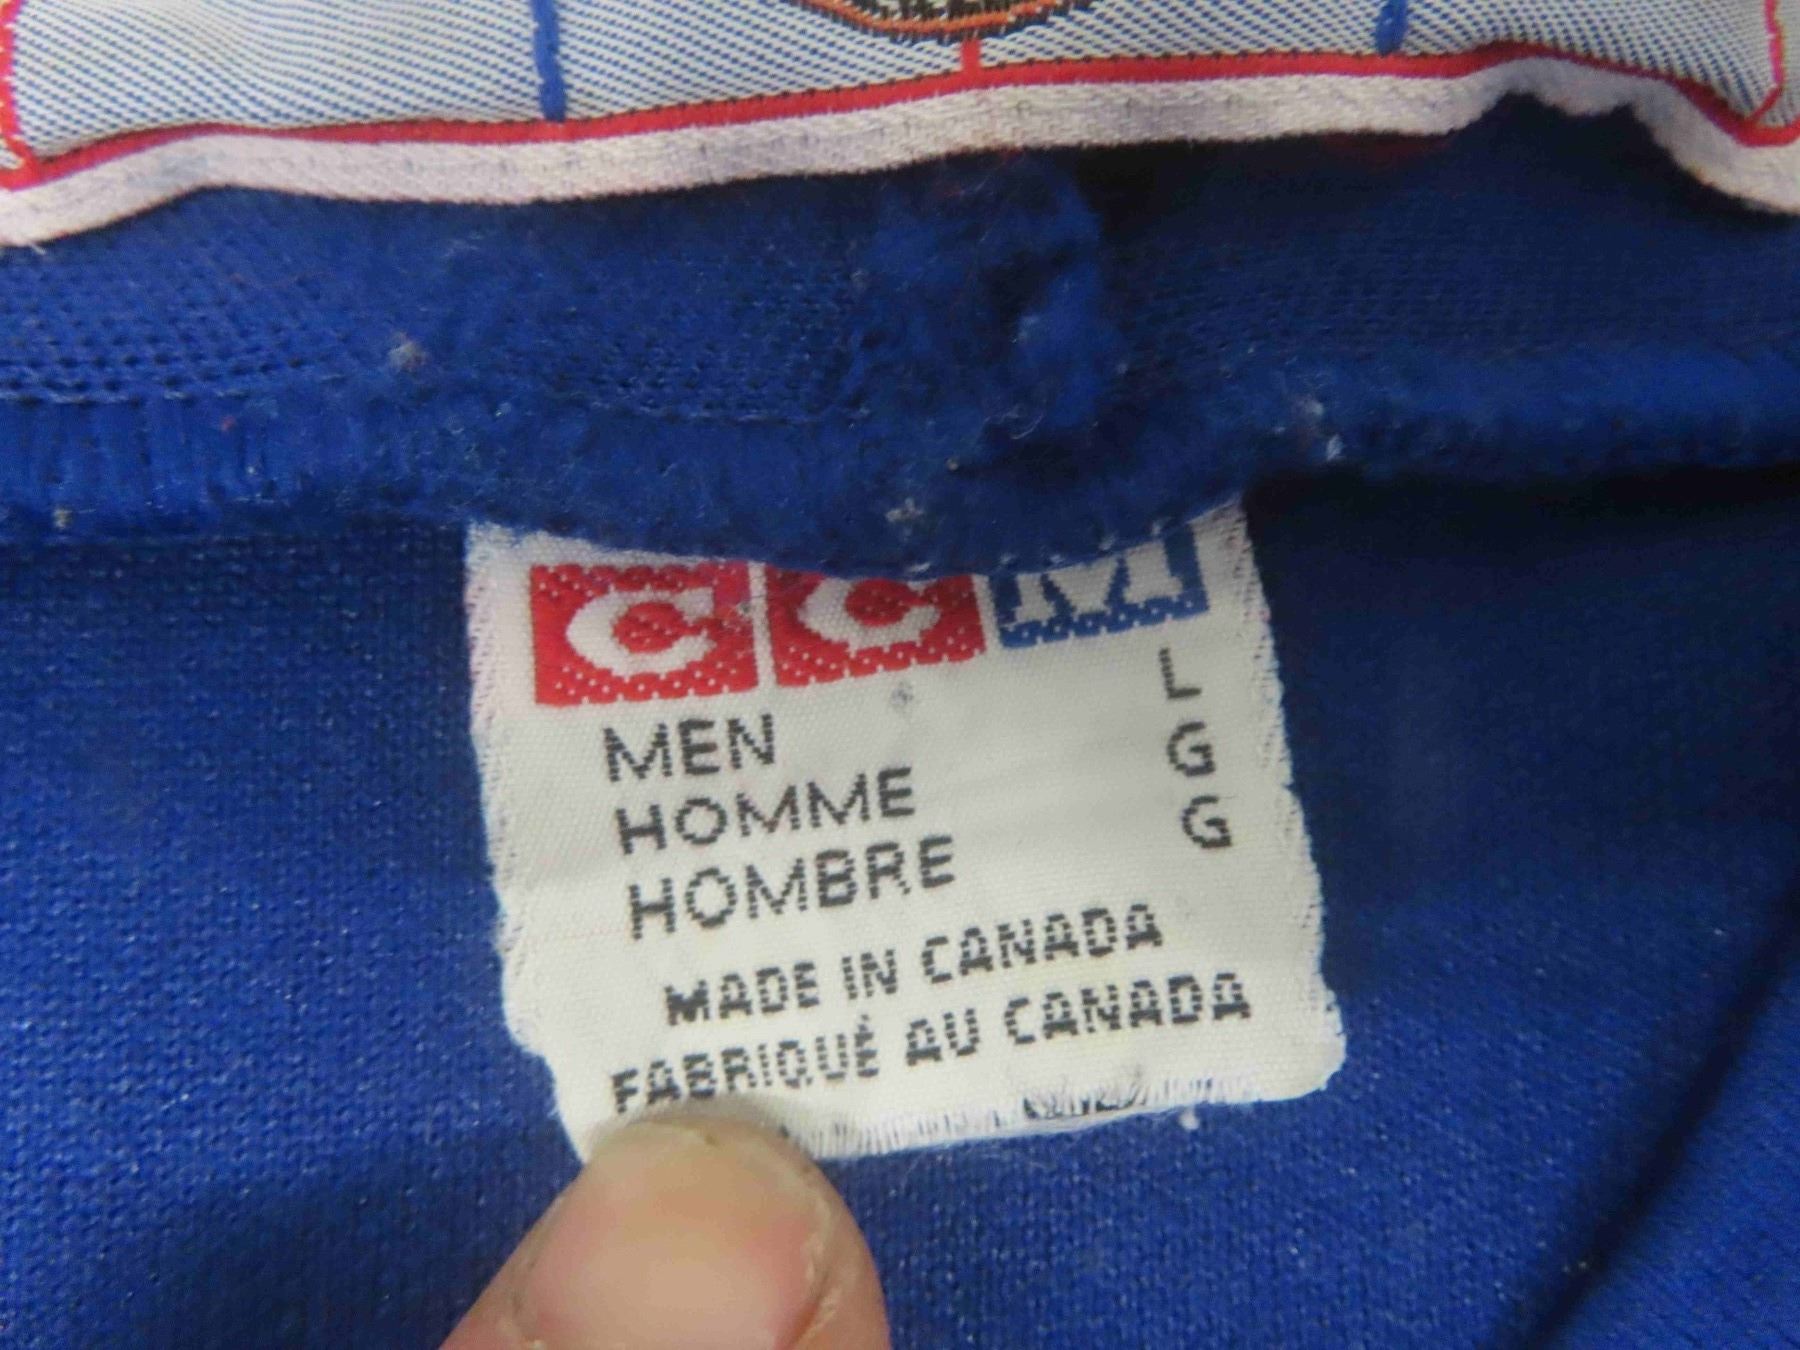 CCM
MEN L
HOMME G
HOMBRE G
MADE IN CANADA
FABRIQUÉ AU CANADA